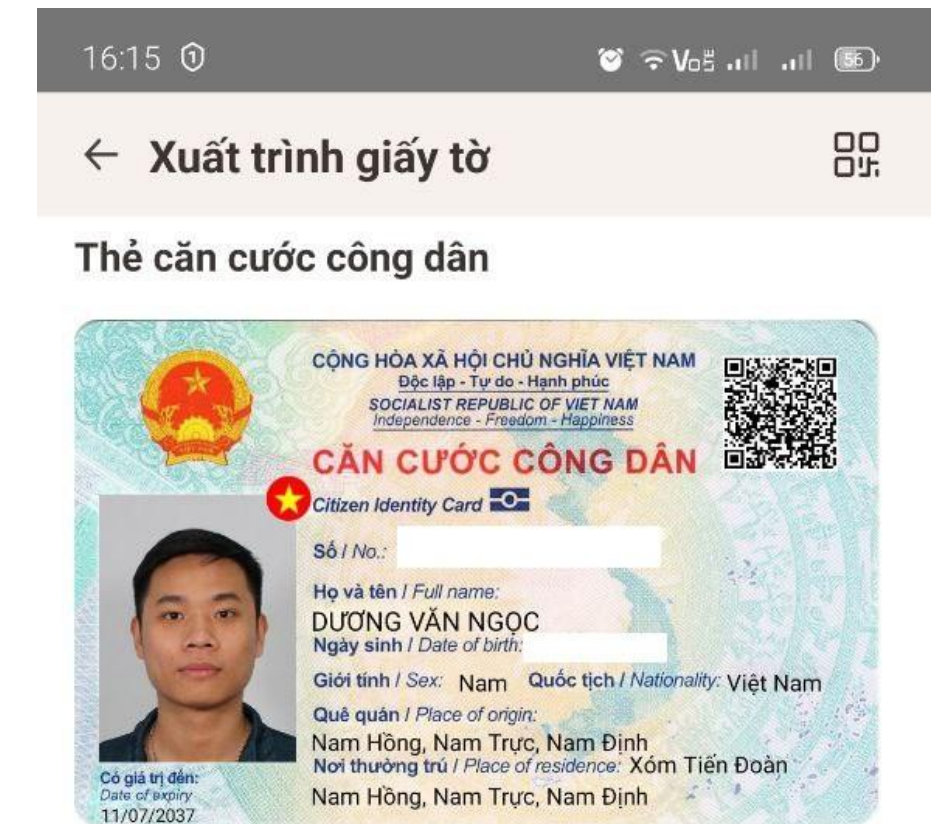 16:15
56
Xuất trình giấy tờ
Thẻ căn cước công dân
CỘNG HÒA XÃ HỘI CHỦ NGHĨA VIỆT NAM
Độc lập - Tự do - Hạnh phúc
SOCIALIST REPUBLIC OF VIET NAM
Independence - Freedom - Happiness
CĂN CƯỚC CÔNG DÂN
Citizen Identity Card
Số / No.:
Họ và tên / Full name:
DƯƠNG VĂN NGỌC
Ngày sinh / Date of birth:
Giới tính / Sex: Nam Quốc tịch / Nationality: Việt Nam
Quê quán / Place of origin:
Nam Hồng, Nam Trực, Nam Định
Nơi thường trú / Place of residence: Xóm Tiến Đoàn
Nam Hồng, Nam Trực, Nam Định
Có giá trị đến:
Date of expiry
11/07/2037